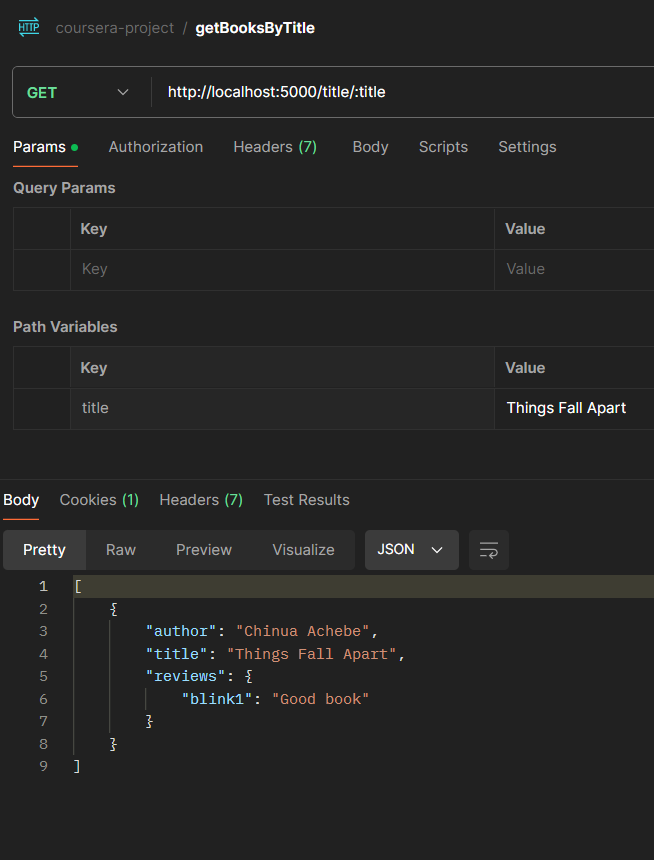 HTTP coursera-project / getBooksByTitle
GET http://localhost:5000/title/:title
Params Authorization Headers (7) Body Scripts Settings
Query Params
Key Value
Key Value
Path Variables
Key Value
title Things Fall Apart
Body Cookies (1) Headers (7) Test Results
Pretty Raw Preview Visualize JSON
1 [
2 {
3 "author": "Chinua Achebe",
4 "title": "Things Fall Apart",
5 "reviews": {
6 "blink1": "Good book"
7 }
8 }
9 ]